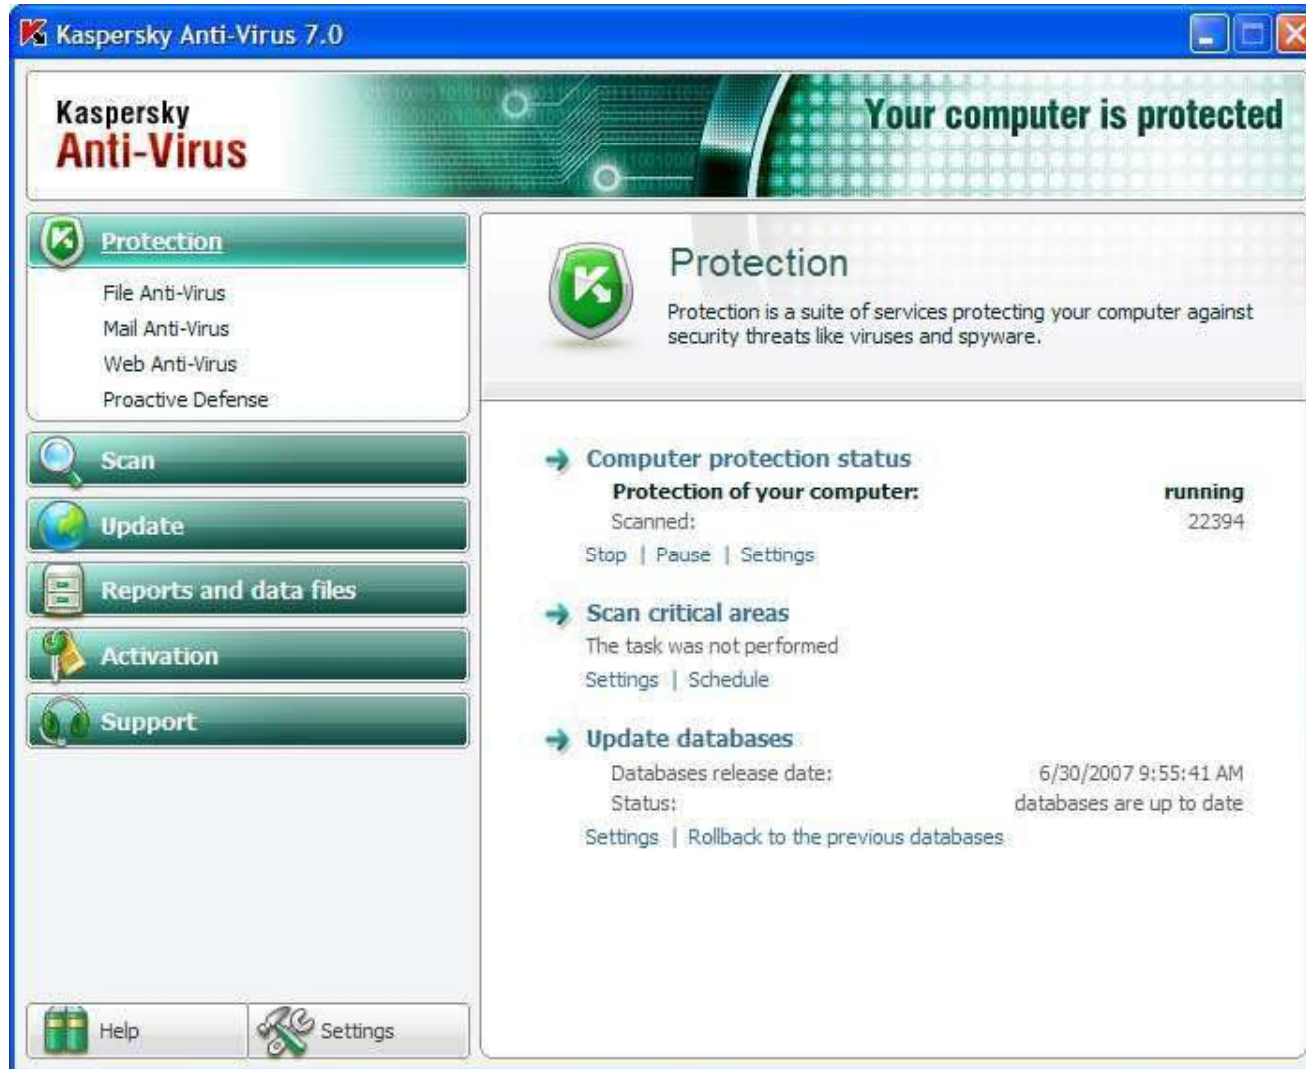 Kaspersky Anti-Virus 7.0
Kaspersky
Anti-Virus
Your computer is protected
Protection
File Anti-Virus
Mail Anti-Virus
Web Anti-Virus
Proactive Defense
Scan
Update
Reports and data files
Activation
Support
Help
Settings
Protection
Protection is a suite of services protecting your computer against
security threats like viruses and spyware.
Computer protection status
Protection of your computer: running
Scanned: 22394
Stop | Pause | Settings
Scan critical areas
The task was not performed
Settings | Schedule
Update databases
Databases release date: 6/30/2007 9:55:41 AM
Status: databases are up to date
Settings | Rollback to the previous databases